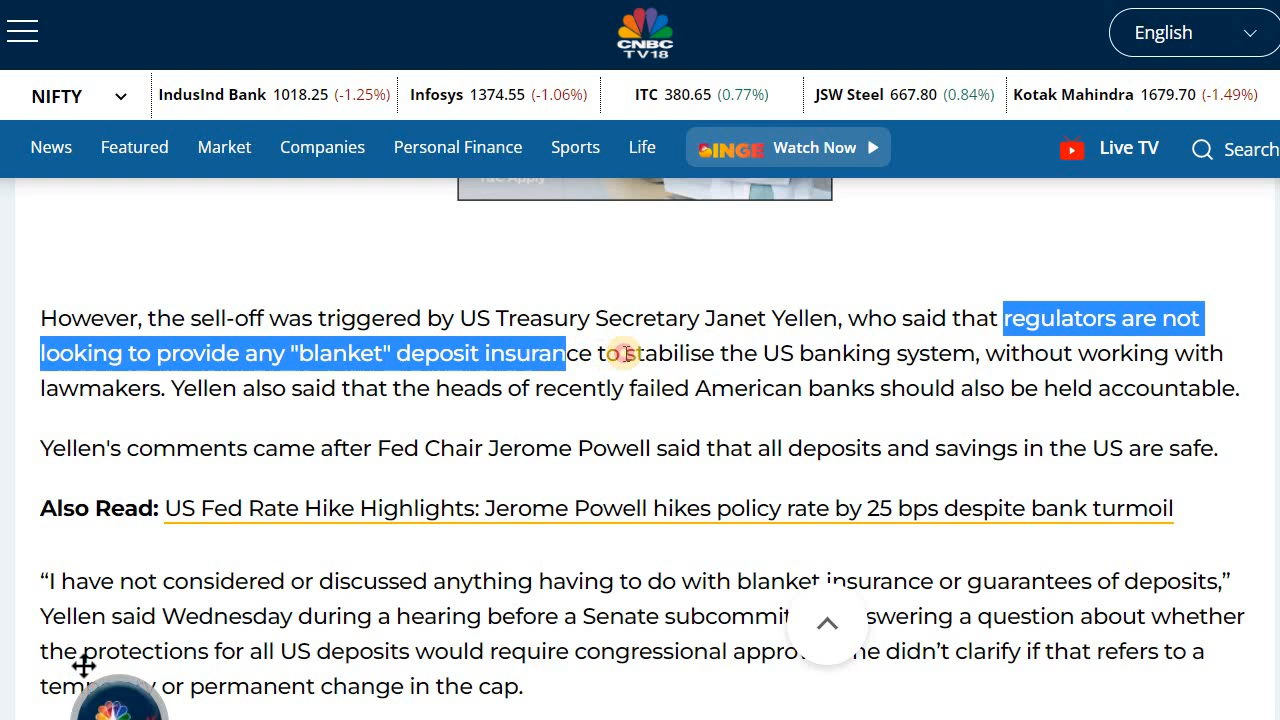 CNBC
TV18
English
NIFTY
IndusInd Bank 1018.25 (-1.25%)
Infosys 1374.55 (-1.06%)
ITC 380.65 (0.77%)
JSW Steel 667.80 (0.84%)
Kotak Mahindra 1679.70 (-1.49%)
News Featured Market Companies Personal Finance Sports Life BINGE Watch Now Live TV Search
T&C Apply
However, the sell-off was triggered by US Treasury Secretary Janet Yellen, who said that regulators are not
looking to provide any "blanket" deposit insurance to stabilise the US banking system, without working with
lawmakers. Yellen also said that the heads of recently failed American banks should also be held accountable.
Yellen's comments came after Fed Chair Jerome Powell said that all deposits and savings in the US are safe.
Also Read: US Fed Rate Hike Highlights: Jerome Powell hikes policy rate by 25 bps despite bank turmoil
“I have not considered or discussed anything having to do with blanket insurance or guarantees of deposits,”
Yellen said Wednesday during a hearing before a Senate subcommit swering a question about whether
the protections for all US deposits would require congressional appro he didn’t clarify if that refers to a
or permanent change in the cap.